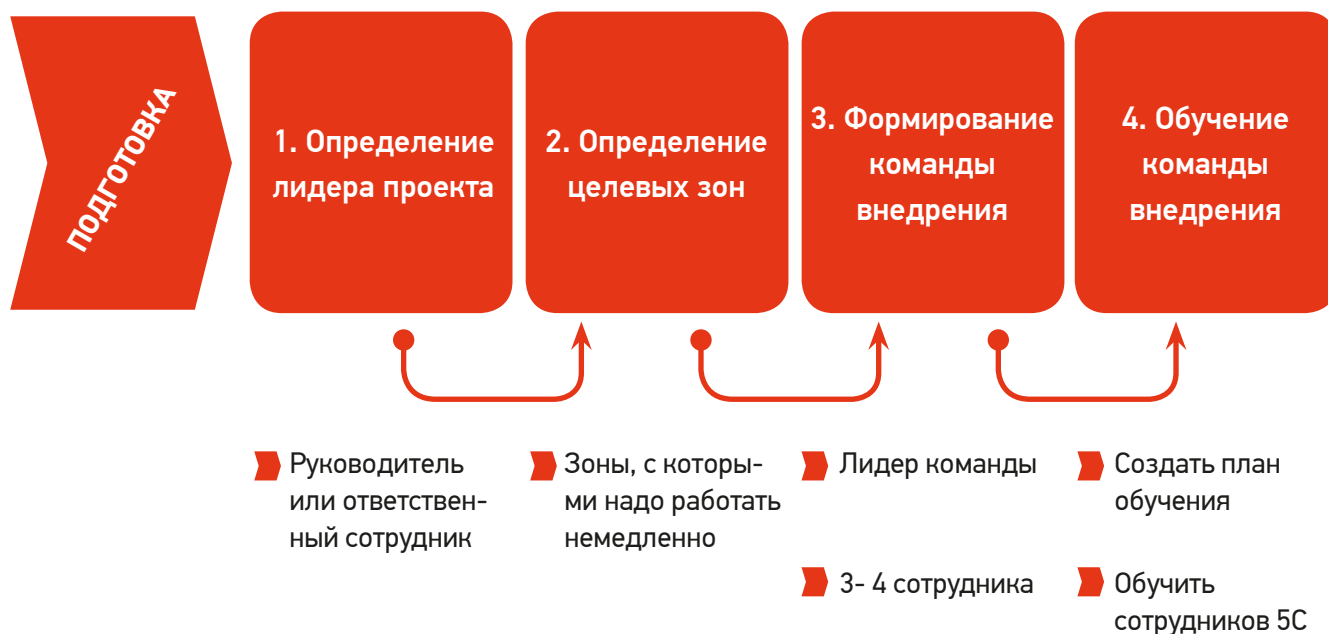 ПОДГОТОВКА
1. Определение
лидера проекта
2. Определение
целевых зон
3. Формирование
команды
внедрения
4. Обучение
команды
внедрения
Руководитель
или ответствен-
ный сотрудник
Зоны, с которы-
ми надо работать
немедленно
Лидер команды
3- 4 сотрудника
Создать план
обучения
Обучить
сотрудников 5С